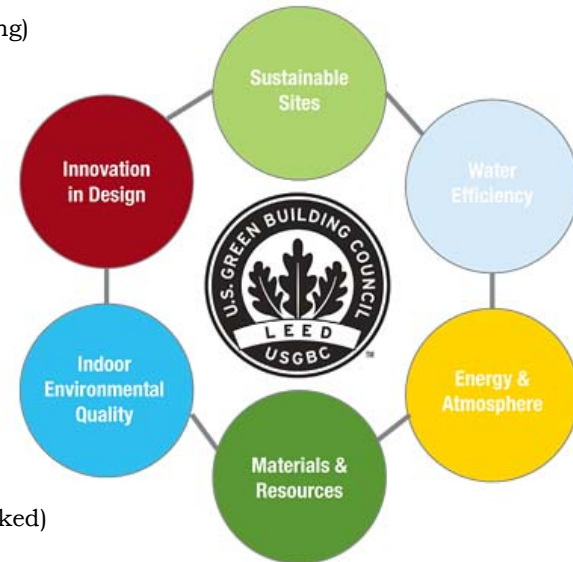 ng)
Sustainable
Sites
Innovation
in Design
Water
Efficiency
U.S. GREEN BUILDING COUNCIL
LEED
USGBC
™
Indoor
Environmental
Quality
Energy &
Atmosphere
Materials &
Resources
ked)